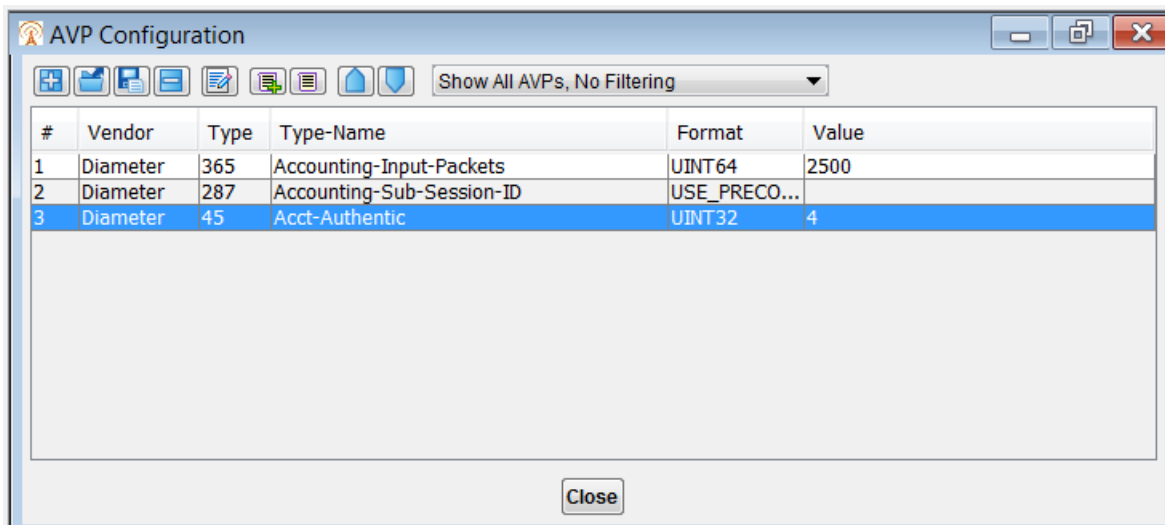 AVP Configuration
Show All AVPs, No Filtering
# Vendor Type Type-Name Format Value
1 Diameter 365 Accounting-Input-Packets UINT64 2500
2 Diameter 287 Accounting-Sub-Session-ID USE_PRECO...
3 Diameter 45 Acct-Authentic UINT32 4
Close